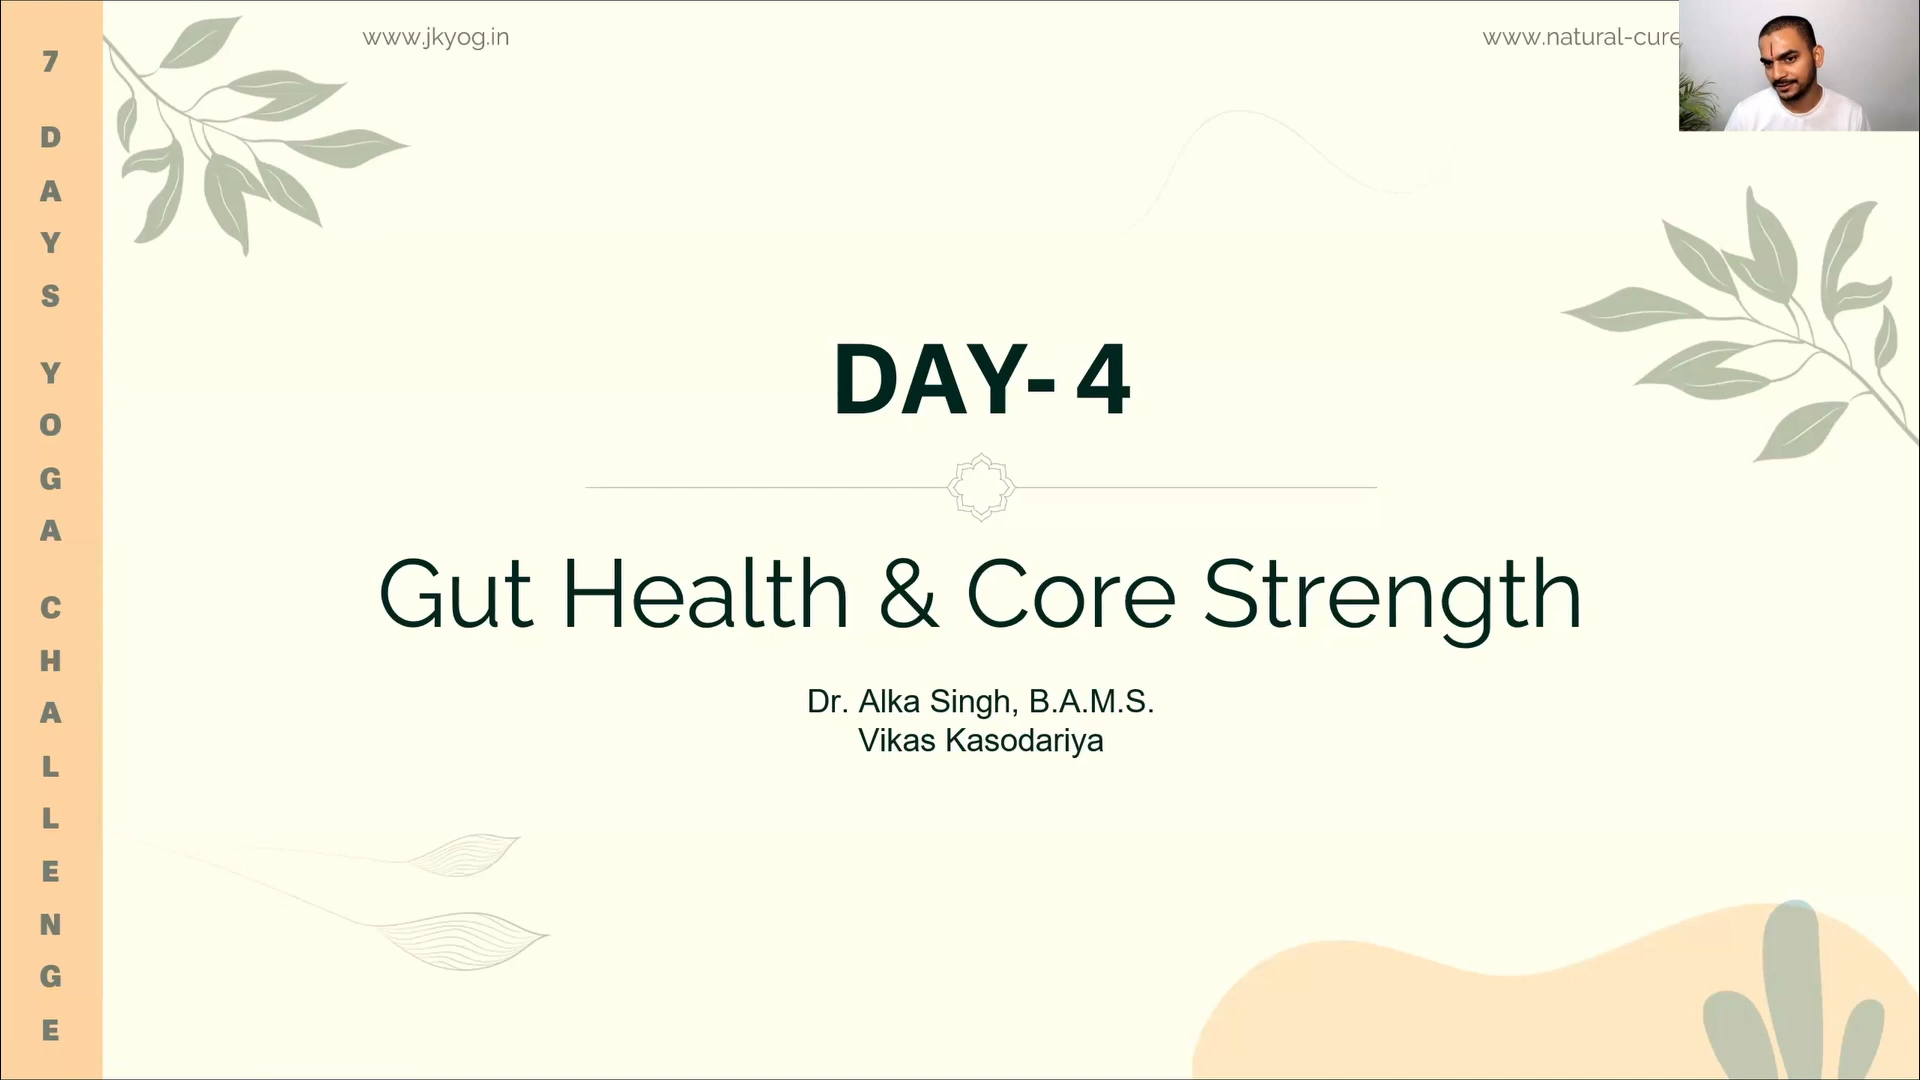 www.jkyog.in
www.natural-cure
7 DAYS YOGA CHALLENGE
DAY- 4
Gut Health & Core Strength
Dr. Alka Singh, B.A.M.S.
Vikas Kasodariya